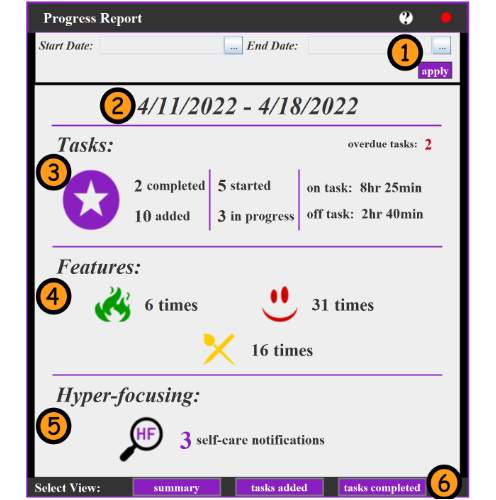 Progress Report ?
Start Date: ... End Date: ...
1
apply
2 4/11/2022 - 4/18/2022
Tasks: overdue tasks: 2
3
2 completed 5 started on task: 8hr 25min
10 added 3 in progress off task: 2hr 40min
Features:
4 6 times 31 times
16 times
Hyper-focusing:
5 HF 3 self-care notifications
Select View: summary tasks added tasks completed 6